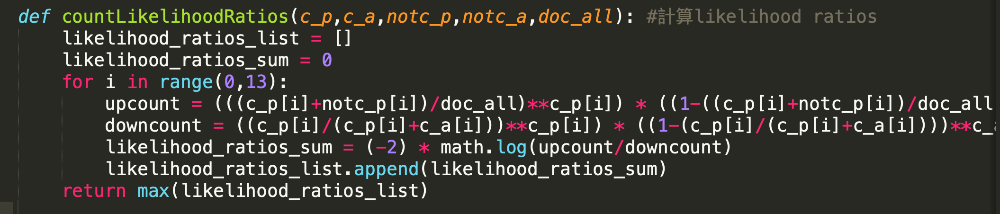 def countLikelihoodRatios(c_p,c_a,notc_p,notc_a,doc_all): #計算likelihood ratios
    likelihood_ratios_list = []
    likelihood_ratios_sum = 0
    for i in range(0,13):
        upcount = (((c_p[i]+notc_p[i])/doc_all)**c_p[i]) * ((1-((c_p[i]+notc_p[i])/doc_all
        downcount = ((c_p[i]/(c_p[i]+c_a[i]))**c_p[i]) * ((1-(c_p[i]/(c_p[i]+c_a[i])))**c_
        likelihood_ratios_sum = (-2) * math.log(upcount/downcount)
        likelihood_ratios_list.append(likelihood_ratios_sum)
    return max(likelihood_ratios_list)